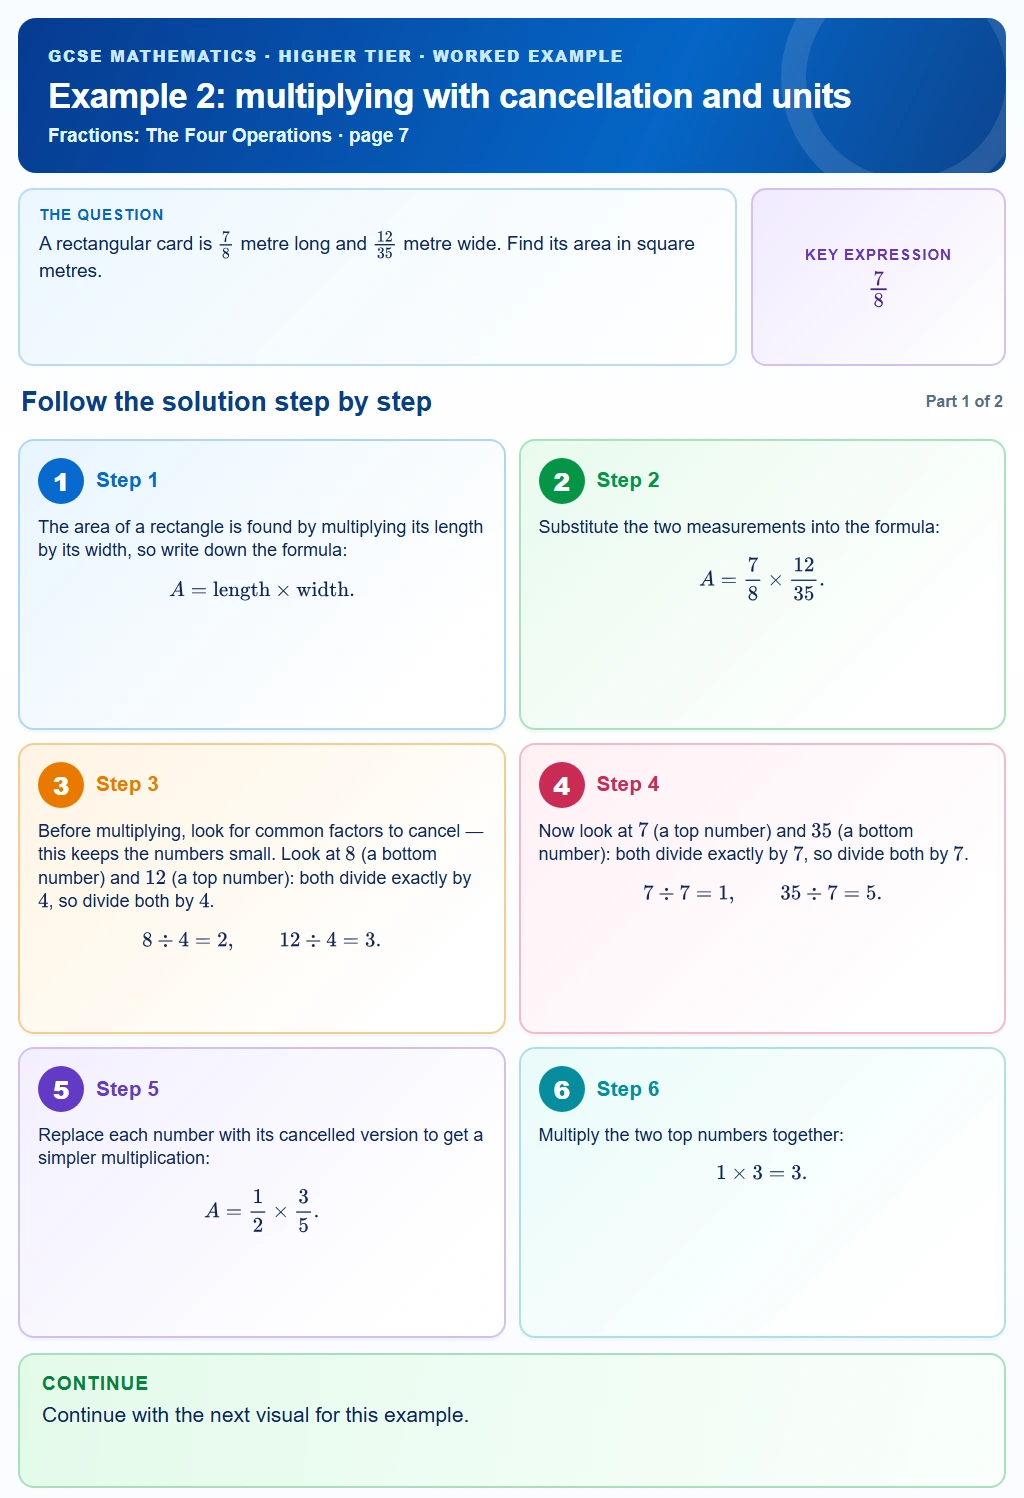 GCSE MATHEMATICS · HIGHER TIER · WORKED EXAMPLE
Example 2: multiplying with cancellation and units
Fractions: The Four Operations · page 7
THE QUESTION
A rectangular card is 7/8 metre long and 12/35 metre wide. Find its area in square
metres.
KEY EXPRESSION
7/8
Follow the solution step by step
Part 1 of 2
1 Step 1
The area of a rectangle is found by multiplying its length
by its width, so write down the formula:
A = length × width.
2 Step 2
Substitute the two measurements into the formula:
A = 7/8 × 12/35.
3 Step 3
Before multiplying, look for common factors to cancel —
this keeps the numbers small. Look at 8 (a bottom
number) and 12 (a top number): both divide exactly by
4, so divide both by 4.
8 ÷ 4 = 2, 12 ÷ 4 = 3.
4 Step 4
Now look at 7 (a top number) and 35 (a bottom
number): both divide exactly by 7, so divide both by 7.
7 ÷ 7 = 1, 35 ÷ 7 = 5.
5 Step 5
Replace each number with its cancelled version to get a
simpler multiplication:
A = 1/2 × 3/5.
6 Step 6
Multiply the two top numbers together:
1 × 3 = 3.
CONTINUE
Continue with the next visual for this example.